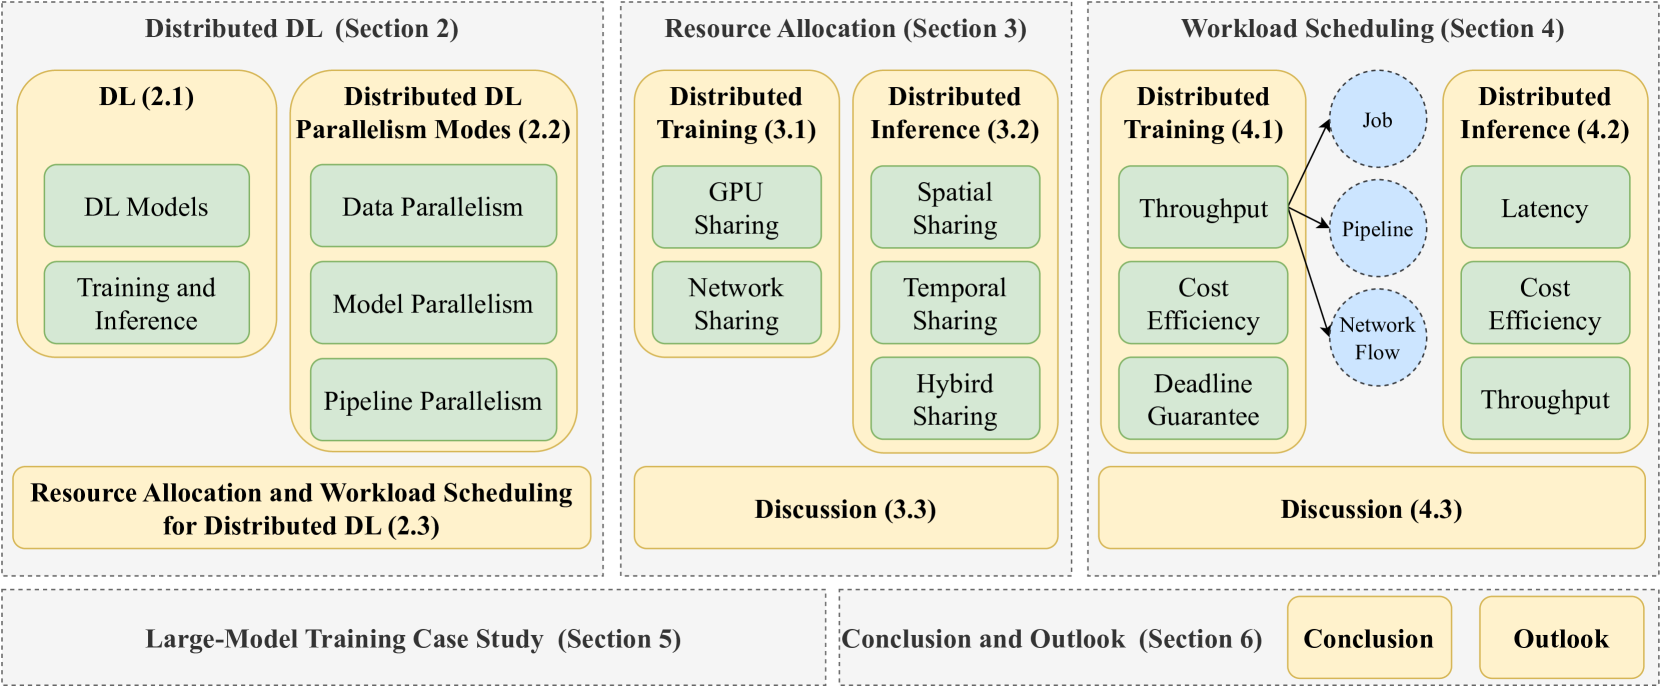 Distributed DL (Section 2)
DL (2.1)
DL Models
Training and
Inference
Distributed DL
Parallelism Modes (2.2)
Data Parallelism
Model Parallelism
Pipeline Parallelism
Resource Allocation and Workload Scheduling
for Distributed DL (2.3)
Resource Allocation (Section 3)
Distributed
Training (3.1)
GPU
Sharing
Network
Sharing
Distributed
Inference (3.2)
Spatial
Sharing
Temporal
Sharing
Hybird
Sharing
Discussion (3.3)
Workload Scheduling (Section 4)
Distributed
Training (4.1)
Throughput
Cost
Efficiency
Deadline
Guarantee
Job
Pipeline
Network
Flow
Distributed
Inference (4.2)
Latency
Cost
Efficiency
Throughput
Discussion (4.3)
Large-Model Training Case Study (Section 5)
Conclusion and Outlook (Section 6)
Conclusion
Outlook